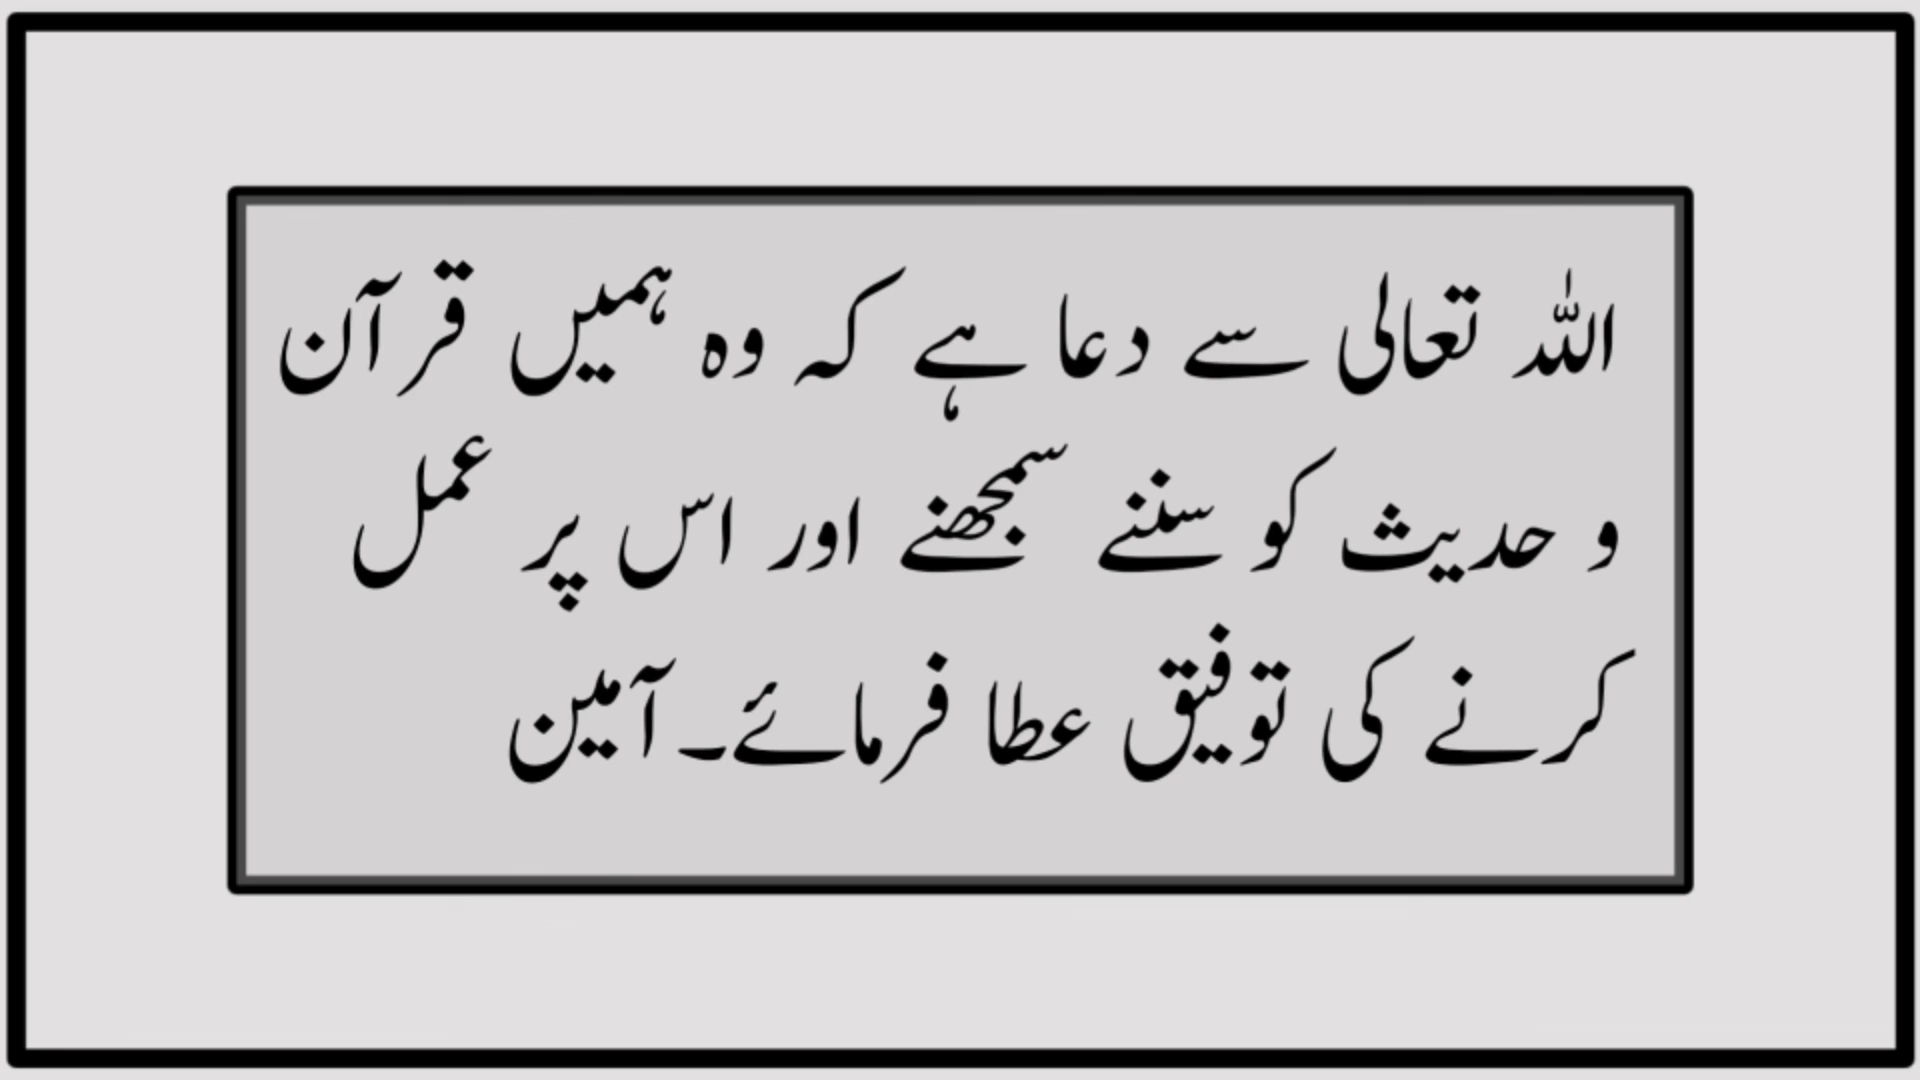 اللہ تعالی سے دعا ہے کہ وہ ہمیں قرآن
و حدیث کو سننے سمجھنے اور اس پر عمل
کرنے کی توفیق عطا فرمائے۔ آمین